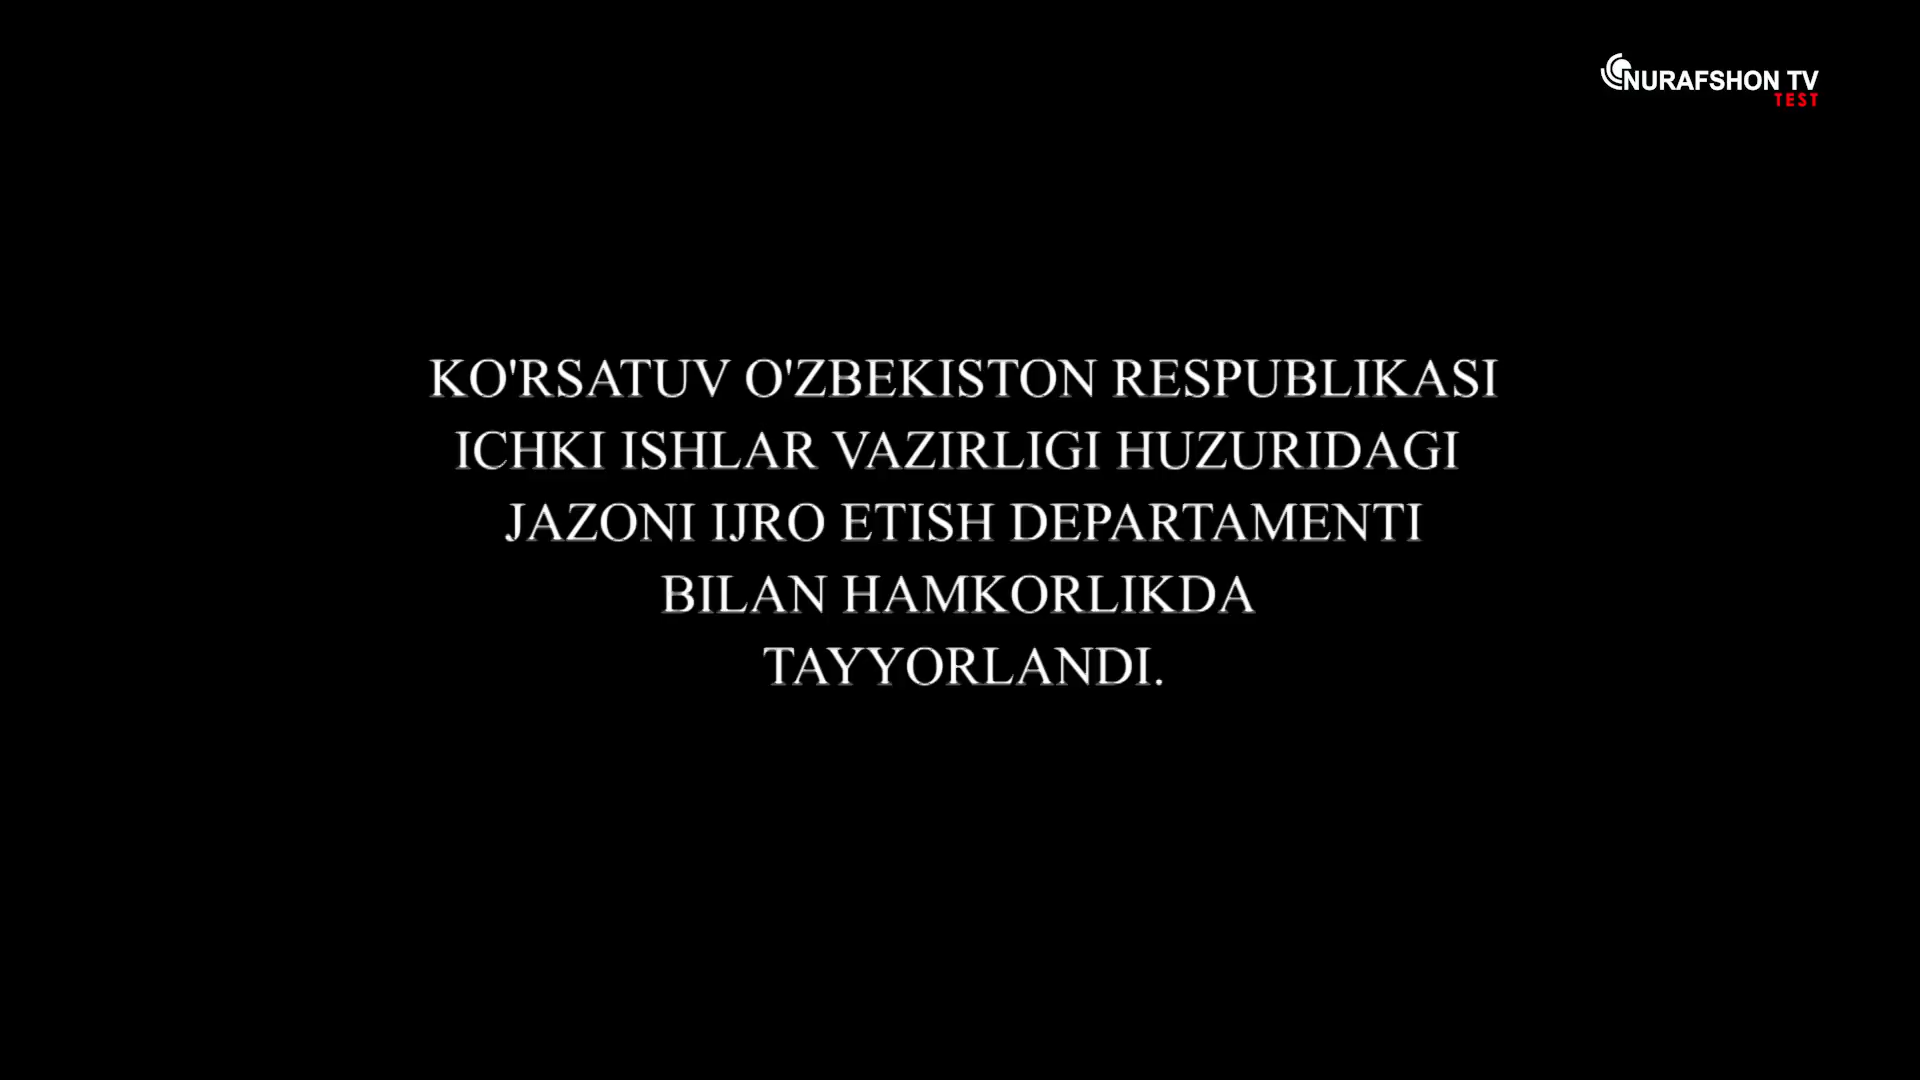 NURAFSHON TV
TEST
KO'RSATUV O'ZBEKISTON RESPUBLIKASI
ICHKI ISHLAR VAZIRLIGI HUZURIDAGI
JAZONI IJRO ETISH DEPARTAMENTI
BILAN HAMKORLIKDA
TAYYORLANDI.